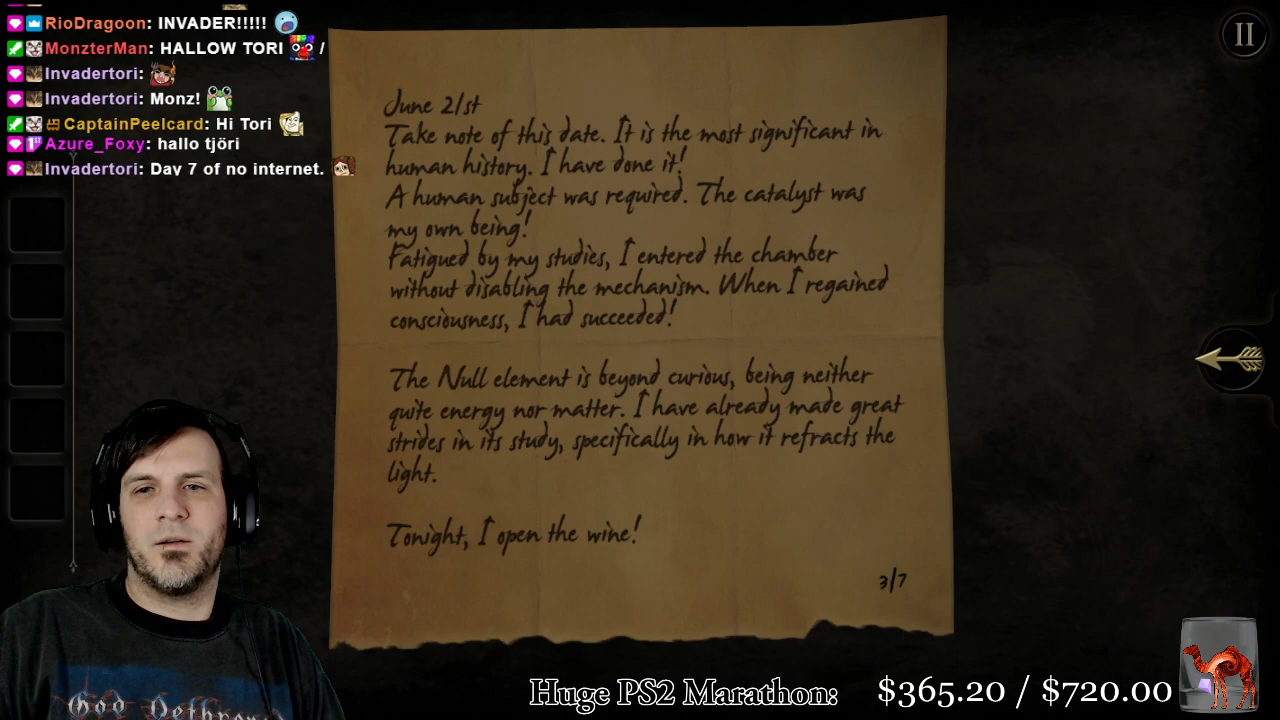 RioDragoon: INVADER!!!!!
MonzterMan: HALLOW TORI /
Invadertori:
Invadertori: Monz!
CaptainPeelcard: Hi Tori
Azure_Foxy: hallo tjöri
Invadertori: Day 7 of no internet.
June 21st
Take note of this date. It is the most significant in
human history. I have done it!
A human subject was required. The catalyst was
my own being!
Fatigued by my studies, I entered the chamber
without disabling the mechanism. When I regained
consciousness, I had succeeded!
The Null element is beyond curious, being neither
quite energy nor matter. I have already made great
strides in its study, specifically in how it refracts the
light.
Tonight, I open the wine!
3/7
God Dethroned
Huge PS2 Marathon: $365.20 / $720.00